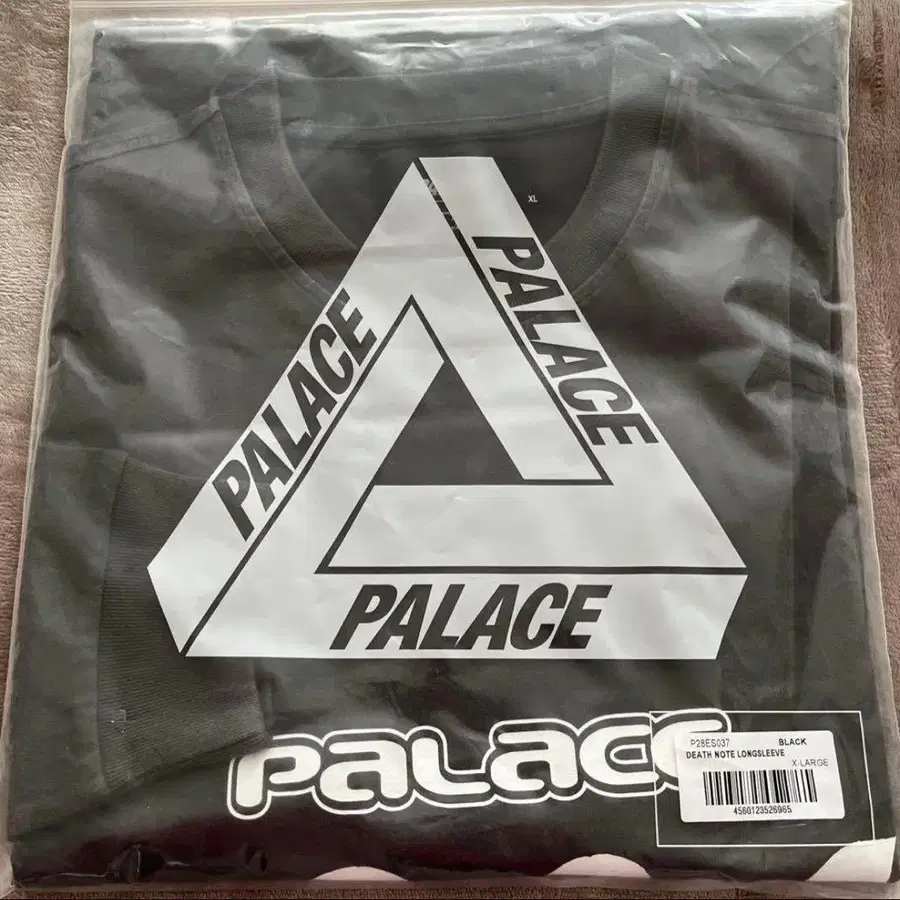 XL
PALACE
PALACE
PALACE
PALACE
P28ES037 BLACK
DEATH NOTE LONGSLEEVE
X-LARGE
4560123526965